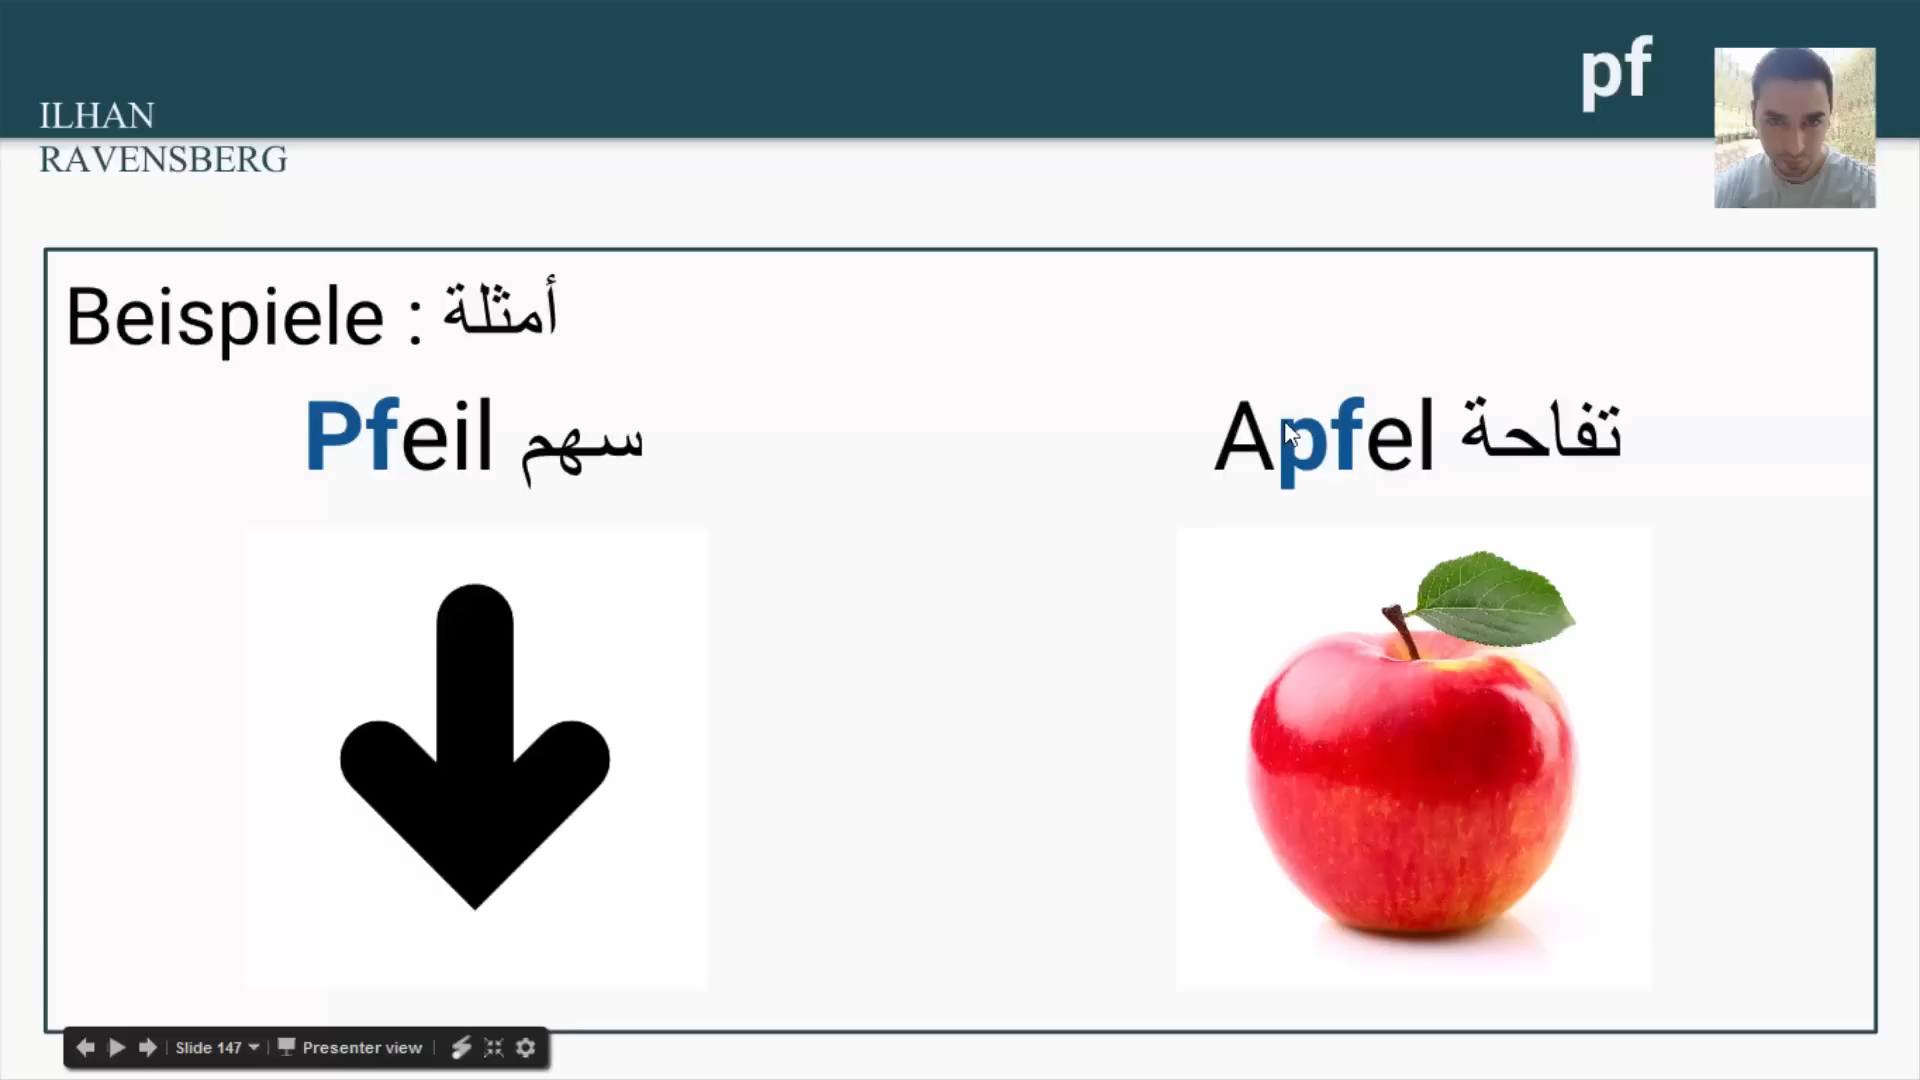 pf
ILHAN
RAVENSBERG
Beispiele : أمثلة
Pfeil سهم
Apfel تفاحة
Slide 147
Presenter view